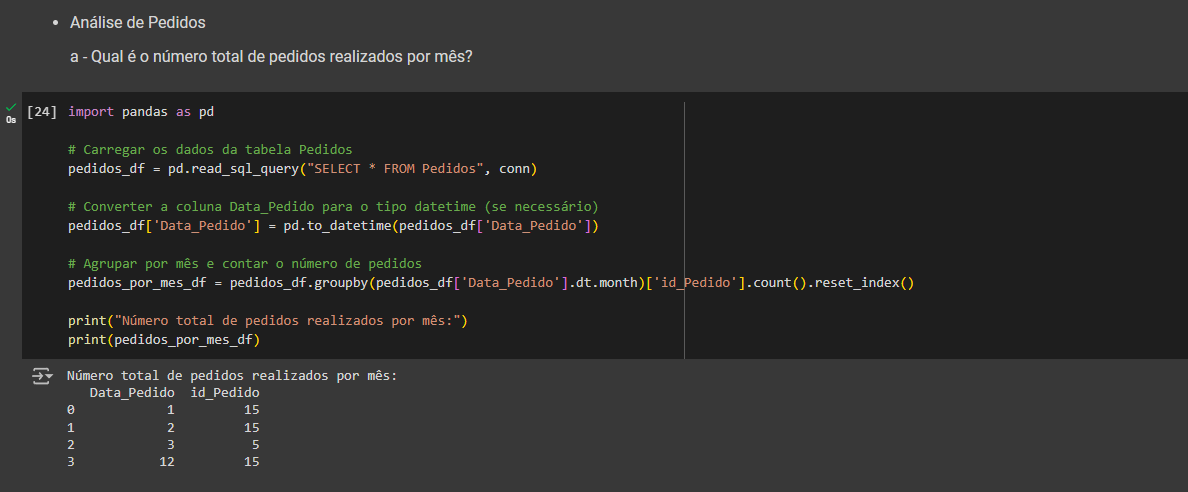 • Análise de Pedidos
a - Qual é o número total de pedidos realizados por mês?
[24] import pandas as pd
0s
# Carregar os dados da tabela Pedidos
pedidos_df = pd.read_sql_query("SELECT * FROM Pedidos", conn)
# Converter a coluna Data_Pedido para o tipo datetime (se necessário)
pedidos_df['Data_Pedido'] = pd.to_datetime(pedidos_df['Data_Pedido'])
# Agrupar por mês e contar o número de pedidos
pedidos_por_mes_df = pedidos_df.groupby(pedidos_df['Data_Pedido'].dt.month)['id_Pedido'].count().reset_index()
print("Número total de pedidos realizados por mês:")
print(pedidos_por_mes_df)
Número total de pedidos realizados por mês:
   Data_Pedido  id_Pedido
0            1         15
1            2         15
2            3          5
3           12         15